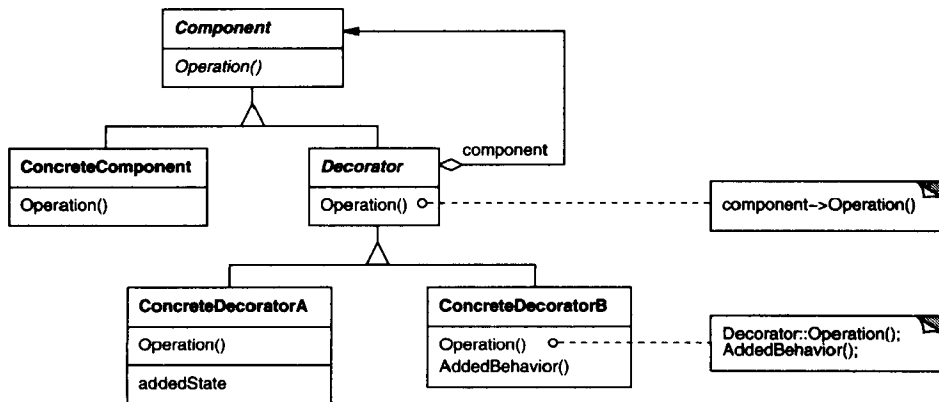 Component
Operation()
component
ConcreteComponent
Operation()
Decorator
Operation()
component->Operation()
ConcreteDecoratorA
Operation()
addedState
ConcreteDecoratorB
Operation()
AddedBehavior()
Decorator::Operation();
AddedBehavior();